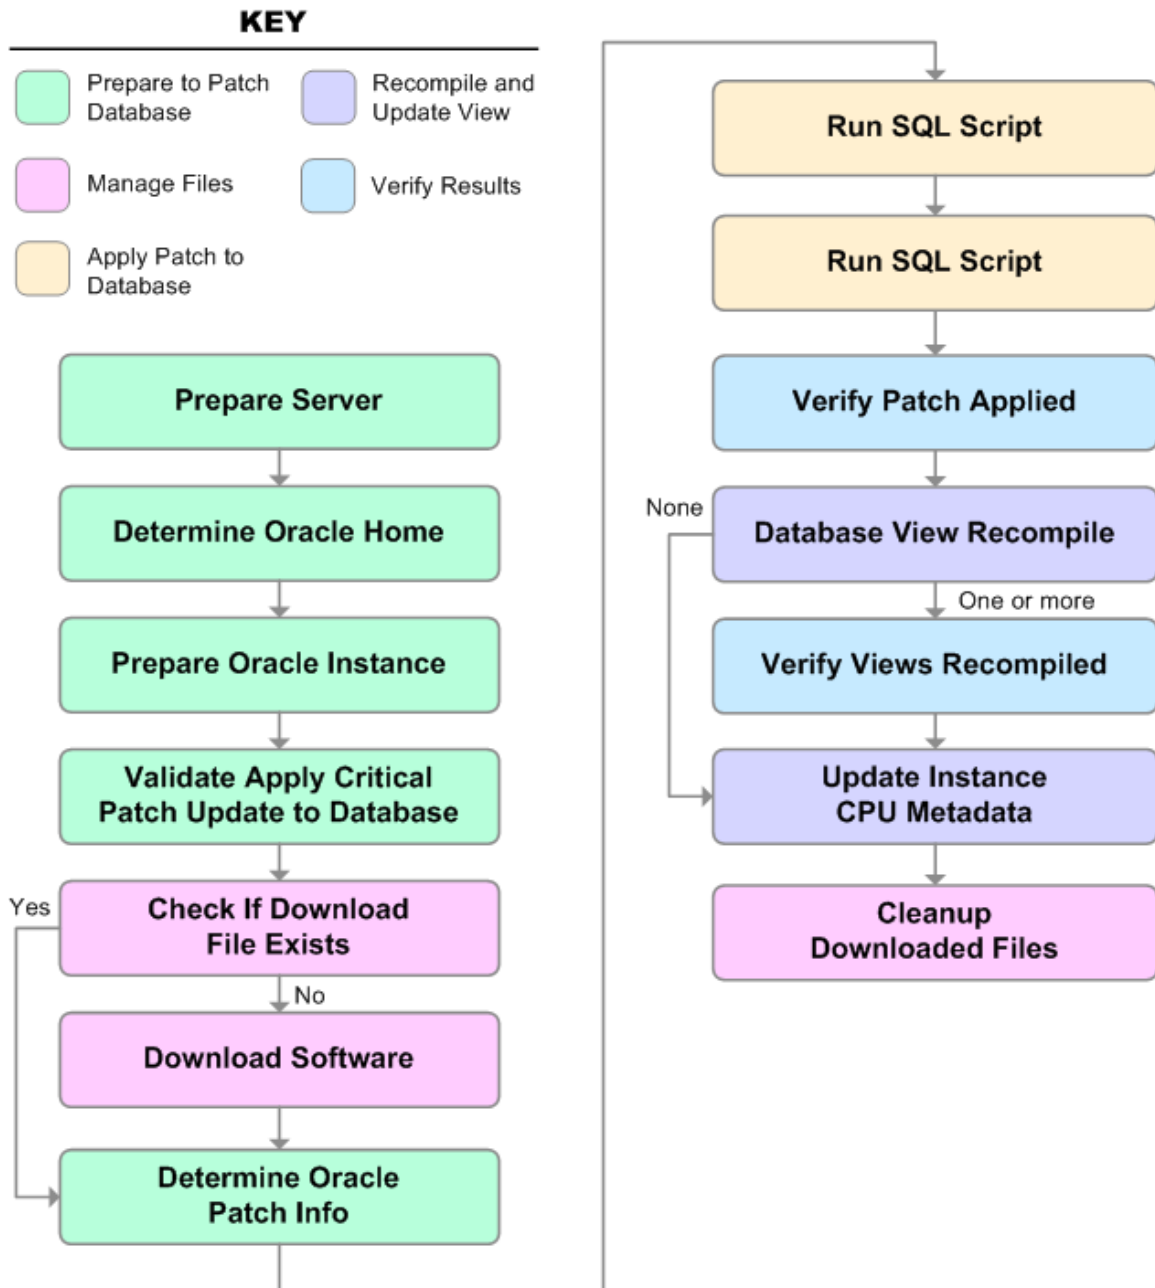 KEY
Prepare to Patch
Database
Recompile and
Update View
Manage Files
Verify Results
Apply Patch to
Database
Prepare Server
Determine Oracle Home
Prepare Oracle Instance
Validate Apply Critical
Patch Update to Database
Yes
Check If Download
File Exists
No
Download Software
Determine Oracle
Patch Info
Run SQL Script
Run SQL Script
Verify Patch Applied
None
Database View Recompile
One or more
Verify Views Recompiled
Update Instance
CPU Metadata
Cleanup
Downloaded Files